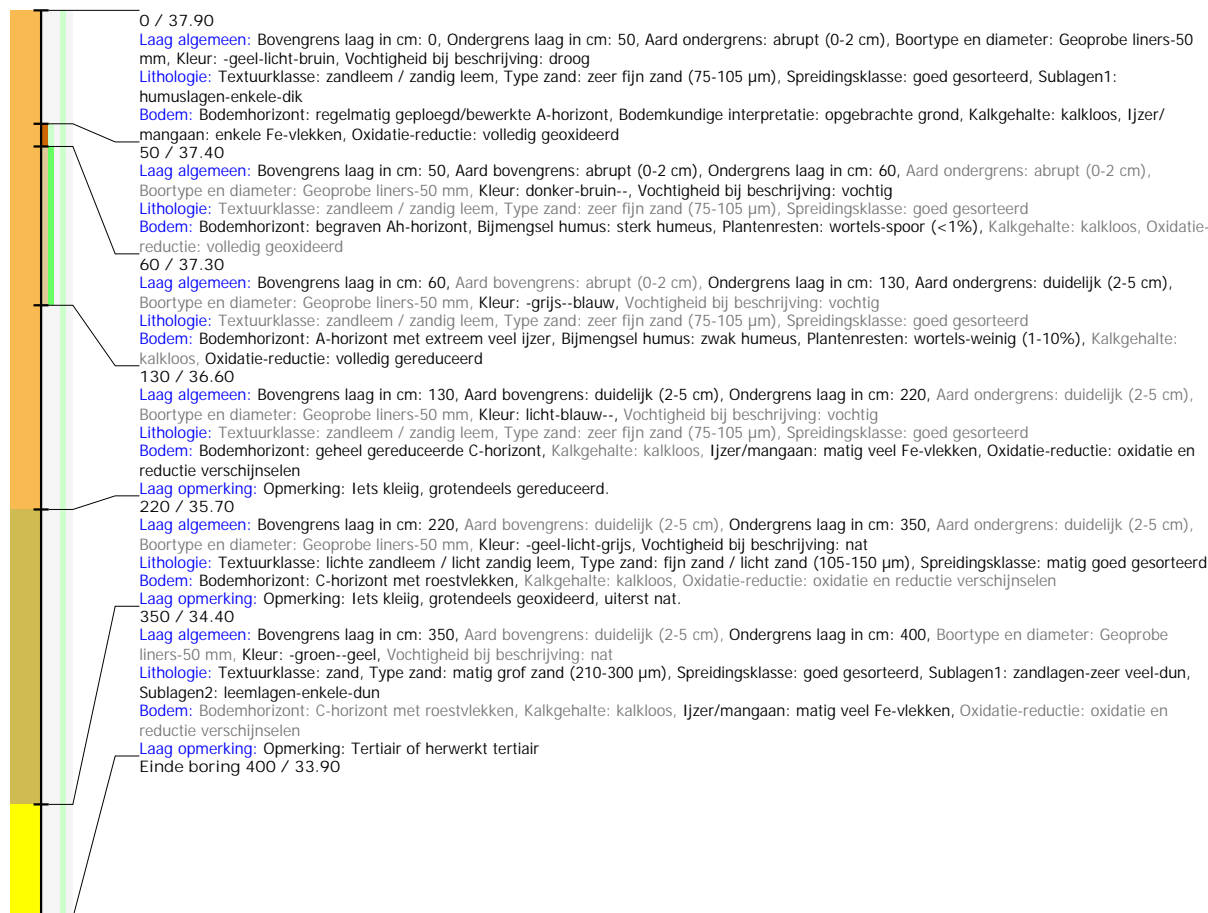 0 / 37.90
Laag algemeen: Bovengrens laag in cm: 0, Ondergrens laag in cm: 50, Aard ondergrens: abrupt (0-2 cm), Boortype en diameter: Geoprobe liners-50
mm, Kleur: -geel-licht-bruin, Vochtigheid bij beschrijving: droog
Lithologie: Textuurklasse: zandleem / zandig leem, Type zand: zeer fijn zand (75-105 µm), Spreidingsklasse: goed gesorteerd, Sublagen1:
humuslagen-enkele-dik
Bodem: Bodemhorizont: regelmatig geploegd/bewerkte A-horizont, Bodemkundige interpretatie: opgebrachte grond, Kalkgehalte: kalkloos, Ijzer/
mangaan: enkele Fe-vlekken, Oxidatie-reductie: volledig geoxideerd
50 / 37.40
Laag algemeen: Bovengrens laag in cm: 50, Aard bovengrens: abrupt (0-2 cm), Ondergrens laag in cm: 60, Aard ondergrens: abrupt (0-2 cm),
Boortype en diameter: Geoprobe liners-50 mm, Kleur: donker-bruin--, Vochtigheid bij beschrijving: vochtig
Lithologie: Textuurklasse: zandleem / zandig leem, Type zand: zeer fijn zand (75-105 µm), Spreidingsklasse: goed gesorteerd
Bodem: Bodemhorizont: begraven Ah-horizont, Bijmengsel humus: sterk humeus, Plantenresten: wortels-spoor (<1%), Kalkgehalte: kalkloos, Oxidatie-
reductie: volledig geoxideerd
60 / 37.30
Laag algemeen: Bovengrens laag in cm: 60, Aard bovengrens: abrupt (0-2 cm), Ondergrens laag in cm: 130, Aard ondergrens: duidelijk (2-5 cm),
Boortype en diameter: Geoprobe liners-50 mm, Kleur: -grijs--blauw, Vochtigheid bij beschrijving: vochtig
Lithologie: Textuurklasse: zandleem / zandig leem, Type zand: zeer fijn zand (75-105 µm), Spreidingsklasse: goed gesorteerd
Bodem: Bodemhorizont: A-horizont met extreem veel ijzer, Bijmengsel humus: zwak humeus, Plantenresten: wortels-weinig (1-10%), Kalkgehalte:
kalkloos, Oxidatie-reductie: volledig gereduceerd
130 / 36.60
Laag algemeen: Bovengrens laag in cm: 130, Aard bovengrens: duidelijk (2-5 cm), Ondergrens laag in cm: 220, Aard ondergrens: duidelijk (2-5 cm),
Boortype en diameter: Geoprobe liners-50 mm, Kleur: licht-blauw--, Vochtigheid bij beschrijving: vochtig
Lithologie: Textuurklasse: zandleem / zandig leem, Type zand: zeer fijn zand (75-105 µm), Spreidingsklasse: goed gesorteerd
Bodem: Bodemhorizont: geheel gereduceerde C-horizont, Kalkgehalte: kalkloos, Ijzer/mangaan: matig veel Fe-vlekken, Oxidatie-reductie: oxidatie en
reductie verschijnselen
Laag opmerking: Opmerking: Iets kleiig, grotendeels gereduceerd.
220 / 35.70
Laag algemeen: Bovengrens laag in cm: 220, Aard bovengrens: duidelijk (2-5 cm), Ondergrens laag in cm: 350, Aard ondergrens: duidelijk (2-5 cm),
Boortype en diameter: Geoprobe liners-50 mm, Kleur: -geel-licht-grijs, Vochtigheid bij beschrijving: nat
Lithologie: Textuurklasse: lichte zandleem / licht zandig leem, Type zand: fijn zand / licht zand (105-150 µm), Spreidingsklasse: matig goed gesorteerd
Bodem: Bodemhorizont: C-horizont met roestvlekken, Kalkgehalte: kalkloos, Oxidatie-reductie: oxidatie en reductie verschijnselen
Laag opmerking: Opmerking: Iets kleiig, grotendeels geoxideerd, uiterst nat.
350 / 34.40
Laag algemeen: Bovengrens laag in cm: 350, Aard bovengrens: duidelijk (2-5 cm), Ondergrens laag in cm: 400, Boortype en diameter: Geoprobe
liners-50 mm, Kleur: -groen--geel, Vochtigheid bij beschrijving: nat
Lithologie: Textuurklasse: zand, Type zand: matig grof zand (210-300 µm), Spreidingsklasse: goed gesorteerd, Sublagen1: zandlagen-zeer veel-dun,
Sublagen2: leemlagen-enkele-dun
Bodem: Bodemhorizont: C-horizont met roestvlekken, Kalkgehalte: kalkloos, Ijzer/mangaan: matig veel Fe-vlekken, Oxidatie-reductie: oxidatie en
reductie verschijnselen
Laag opmerking: Opmerking: Tertiair of herwerkt tertiair
Einde boring 400 / 33.90